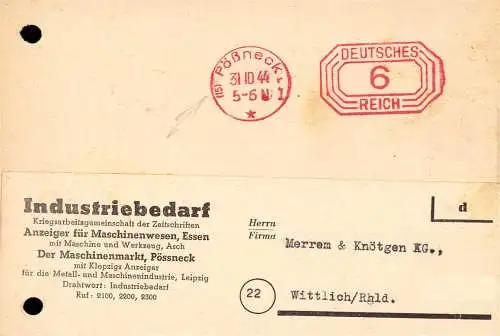 (15) Pößneck 1
31.10.44
5-6 N
*
DEUTSCHES
6
REICH
Industriebedarf
Kriegsarbeitsgemeinschaft der Zeitschriften
Anzeiger für Maschinenwesen, Essen
mit Maschine und Werkzeug, Asch
Der Maschinenmarkt, Pössneck
mit Klepzigs Anzeiger
für die Metall- und Maschinenindustrie, Leipzig
Drahtwort: Industriebedarf
Ruf: 2100, 2200, 2300
d
Herrn
Firma
Merrem & Knötgen KG.,
22
Wittlich/Rhld.